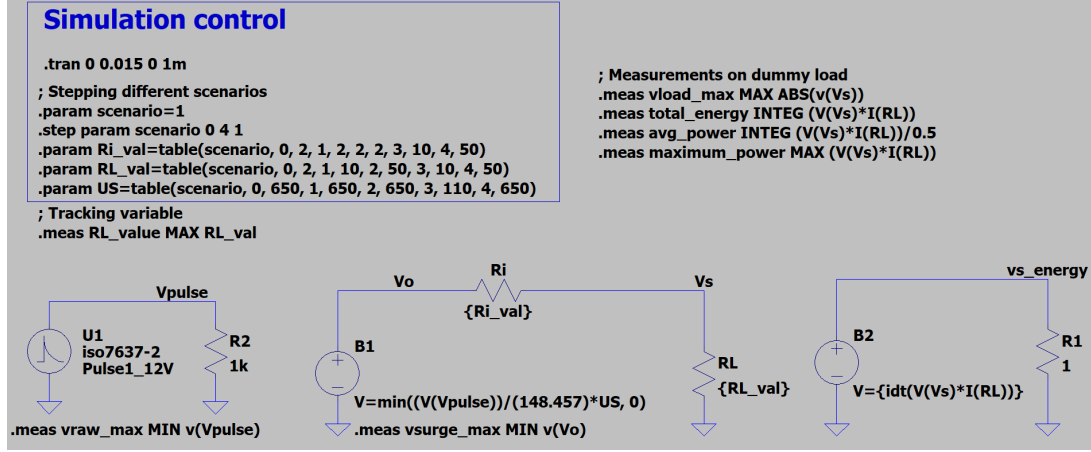 Simulation control
.tran 0 0.015 0 1m
; Stepping different scenarios
.param scenario=1
.step param scenario 0 4 1
.param Ri_val=table(scenario, 0, 2, 1, 2, 2, 2, 3, 10, 4, 50)
.param RL_val=table(scenario, 0, 2, 1, 10, 2, 50, 3, 10, 4, 50)
.param US=table(scenario, 0, 650, 1, 650, 2, 650, 3, 110, 4, 650)
; Tracking variable
.meas RL_value MAX RL_val
; Measurements on dummy load
.meas vload_max MAX ABS(v(Vs))
.meas total_energy INTEG (V(Vs)*I(RL))
.meas avg_power INTEG (V(Vs)*I(RL))/0.5
.meas maximum_power MAX (V(Vs)*I(RL))
Vpulse
U1
iso7637-2
Pulse1_12V
R2
1k
.meas vraw_max MIN v(Vpulse)
Vo
Ri
{Ri_val}
Vs
B1
V=min((V(Vpulse))/(148.457)*US, 0)
RL
{RL_val}
.meas vsurge_max MIN v(Vo)
vs_energy
B2
V={idt(V(Vs)*I(RL))}
R1
1